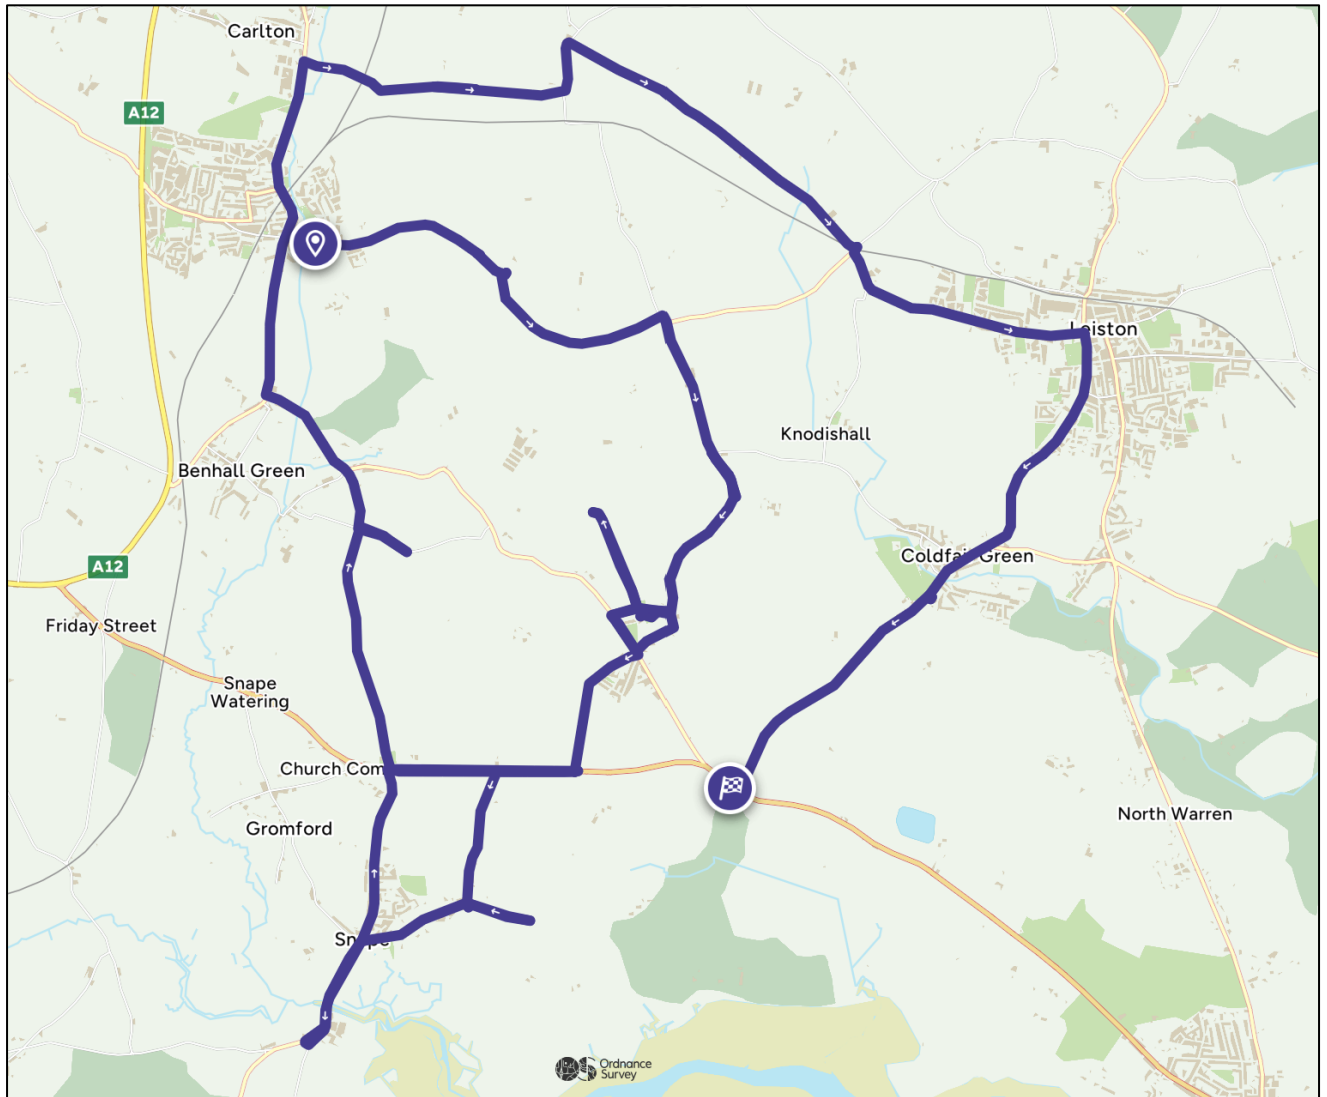 Carlton
A12
Leiston
Knodishall
Benhall Green
Coldfair Green
A12
Friday Street
Snape
Watering
Church Com
North Warren
Gromford
Snape
Ordnance
Survey